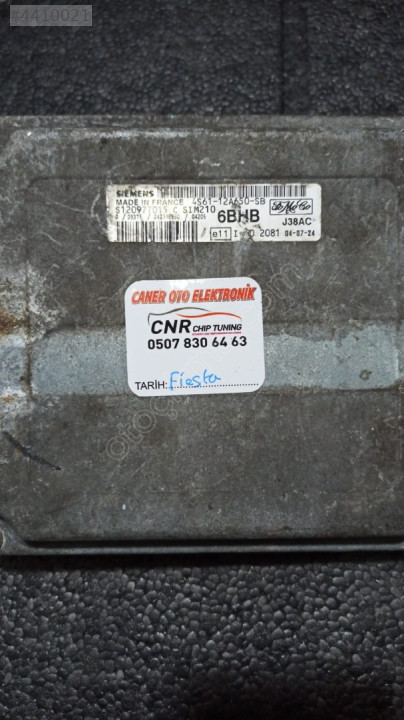 #4410021
SIEMENS
MADE IN FRANCE 4S61-12A650-SB
S120977015 C SIM210 6BHB J38AC
e11 2081 04-07-24
CANER OTO ELEKTRONİK
CNR CHIP TUNING
0507 830 64 63
TARİH: Fiesta